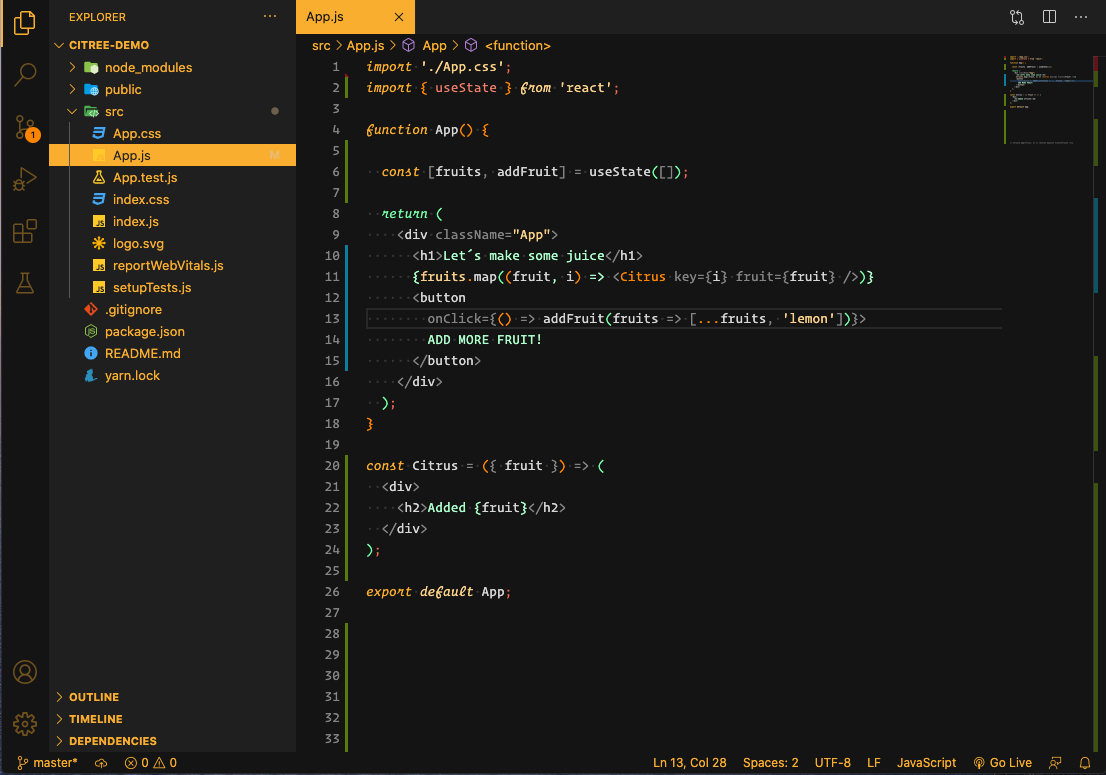 EXPLORER
CITREE-DEMO
node_modules
public
src
App.css
App.js
M
App.test.js
index.css
index.js
logo.svg
reportWebVitals.js
setupTests.js
.gitignore
package.json
README.md
yarn.lock
OUTLINE
TIMELINE
DEPENDENCIES
1
App.js
src > App.js > App > <function>
1 import './App.css';
2 import { useState } from 'react';
3
4 function App() {
5
6   const [fruits, addFruit] = useState([]);
7
8   return (
9     <div className="App">
10       <h1>Let´s make some juice</h1>
11       {fruits.map((fruit, i) => <Citrus key={i} fruit={fruit} />)}
12       <button
13         onClick={() => addFruit(fruits => [...fruits, 'lemon'])}>
14         ADD MORE FRUIT!
15       </button>
16     </div>
17   );
18 }
19
20 const Citrus = ({ fruit }) => (
21   <div>
22     <h2>Added {fruit}</h2>
23   </div>
24 );
25
26 export default App;
27
28
29
30
31
32
33
master* 0 0 Ln 13, Col 28 Spaces: 2 UTF-8 LF JavaScript Go Live